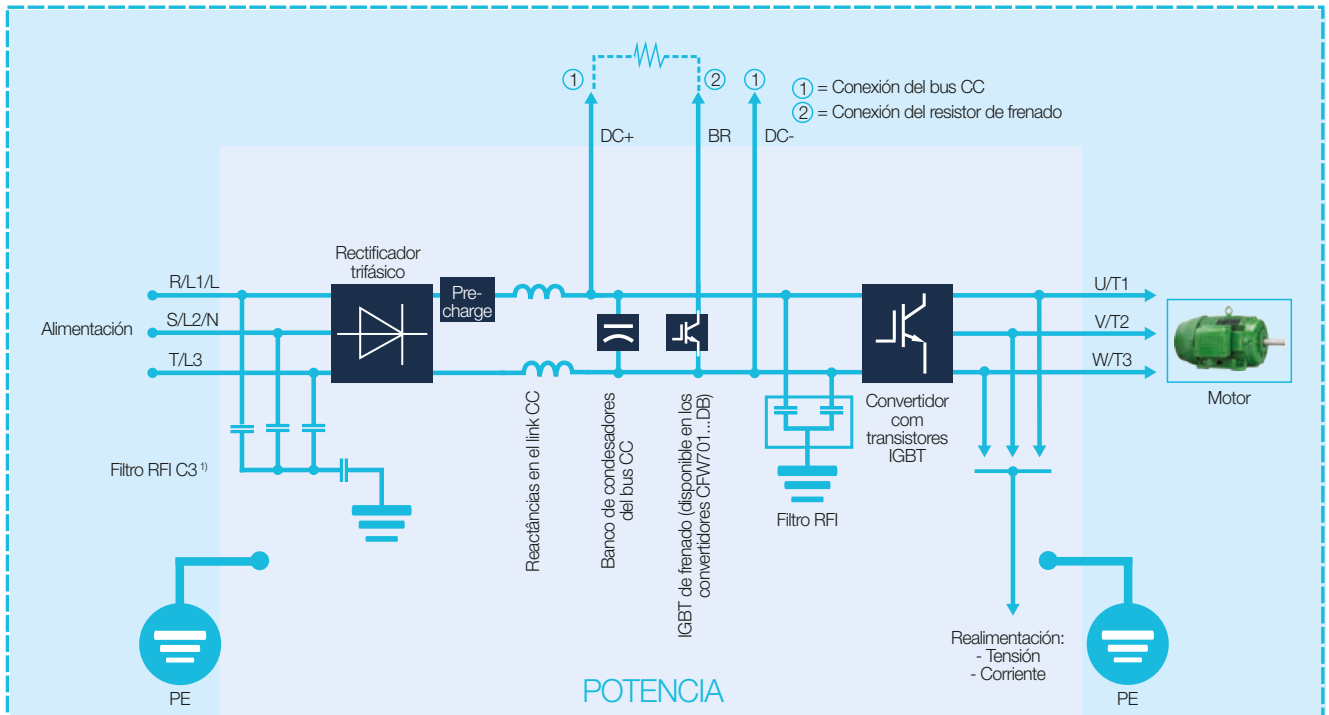 ① = Conexión del bus CC
② = Conexión del resistor de frenado
①
②
①
DC+
BR
DC-
Rectificador
trifásico
Pre-
charge
Alimentación
R/L1/L
S/L2/N
T/L3
U/T1
V/T2
W/T3
Motor
Convertidor
com
transistores
IGBT
Filtro RFI C3 ¹⁾
Reactâncias en el link CC
Banco de condesadores
del bus CC
IGBT de frenado (disponible en los
convertidores CFW701...DB)
Filtro RFI
Realimentación:
- Tensión
- Corriente
PE
PE
POTENCIA